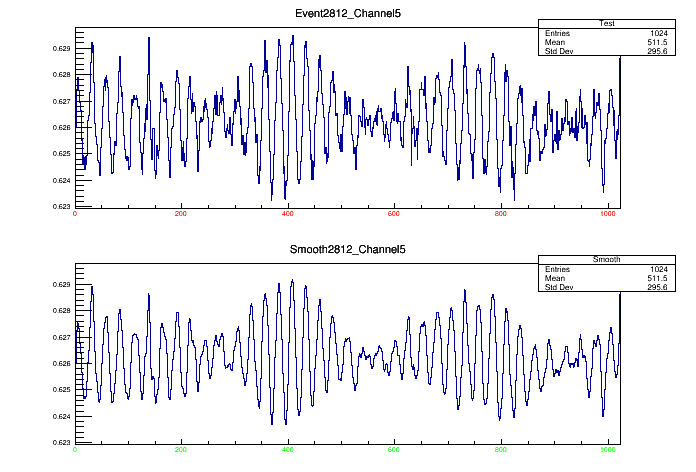 Event2812_Channel5
Test
Entries 1024
Mean 511.5
Std Dev 295.6
0.629
0.628
0.627
0.626
0.625
0.624
0.623
0 200 400 600 800 1000
Smooth2812_Channel5
Smooth
Entries 1024
Mean 511.5
Std Dev 295.6
0.629
0.628
0.627
0.626
0.625
0.624
0.623
0 200 400 600 800 1000